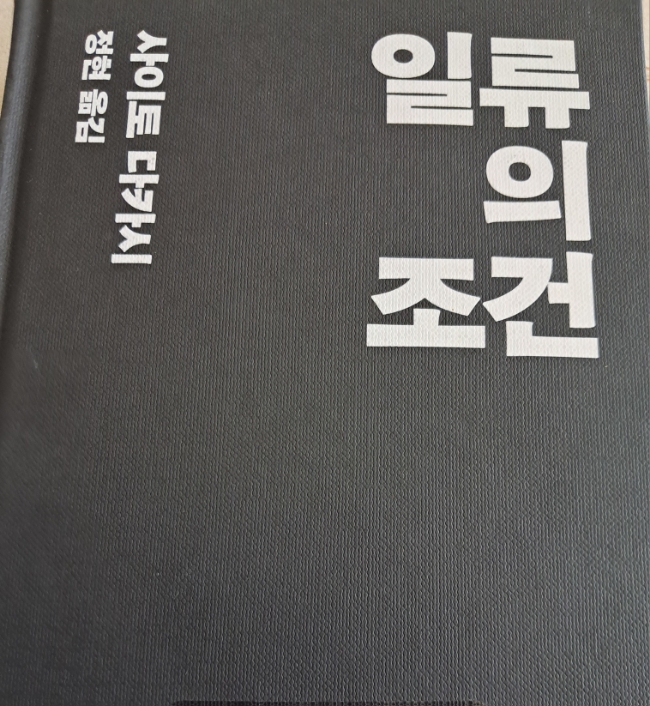 일류
의
조건
사이토 다카시
정현 옮김